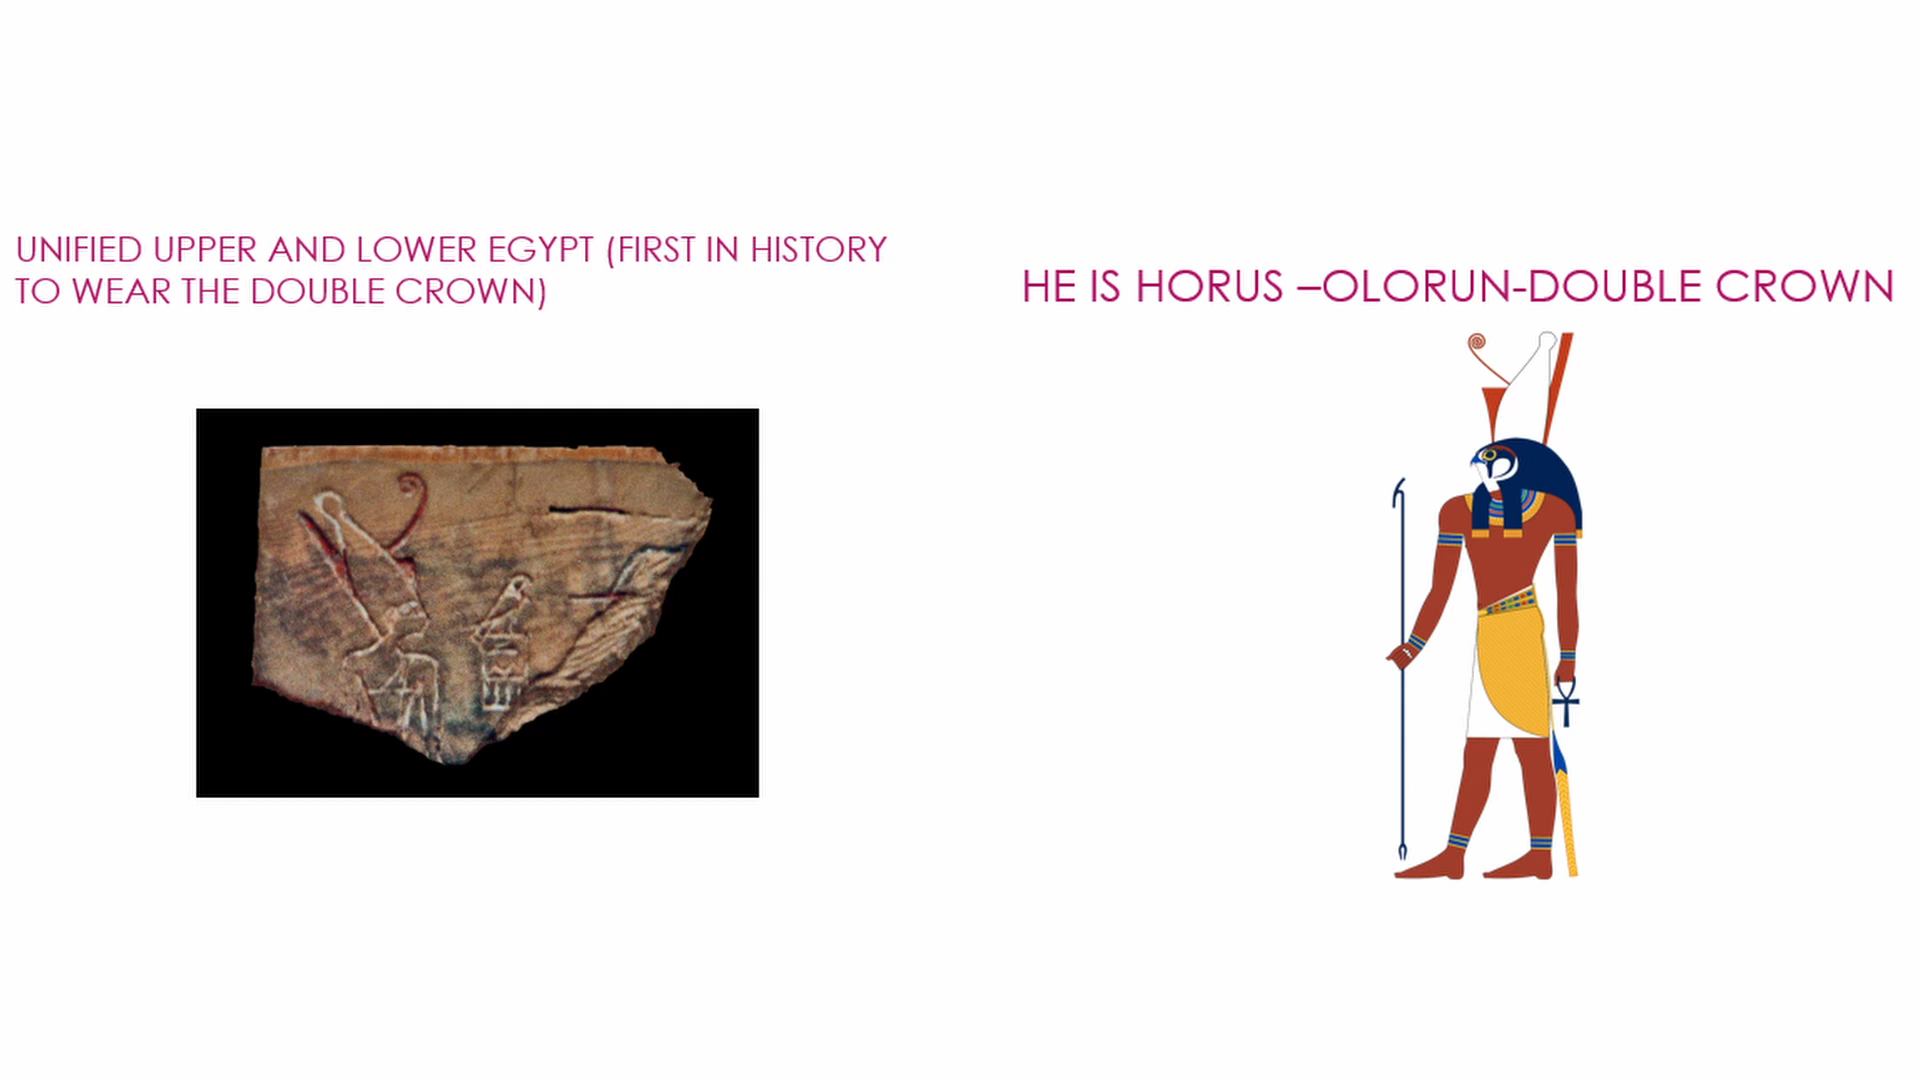 UNIFIED UPPER AND LOWER EGYPT (FIRST IN HISTORY
TO WEAR THE DOUBLE CROWN)
HE IS HORUS –OLORUN-DOUBLE CROWN